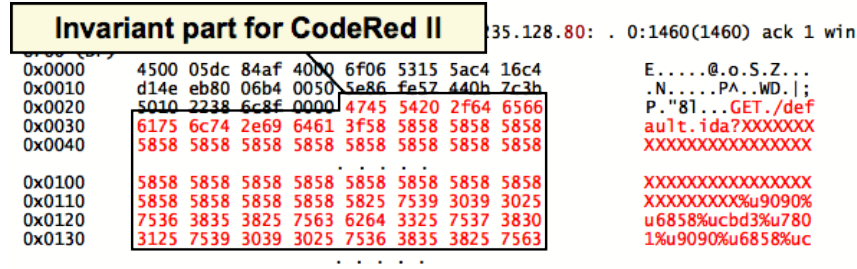 Invariant part for CodeRed II
35.128.80: . 0:1460(1460) ack 1 win
0x0000 4500 05dc 84af 4000 6f06 5315 5ac4 16c4 E.....@.o.S.Z...
0x0010 d14e eb80 06b4 0050 5e86 fe57 440b 7c3b .N.....P^..WD.|;
0x0020 5010 2238 6c8f 0000 4745 5420 2f64 6566 P."8l...GET./def
0x0030 6175 6c74 2e69 6461 3f58 5858 5858 5858 ault.ida?XXXXXXX
0x0040 5858 5858 5858 5858 5858 5858 5858 5858 XXXXXXXXXXXXXXXX
. . . . .
0x0100 5858 5858 5858 5858 5858 5858 5858 5858 XXXXXXXXXXXXXXXX
0x0110 5858 5858 5858 5858 5825 7539 3039 3025 XXXXXXXXX%u9090%
0x0120 7536 3835 3825 7563 6264 3325 7537 3830 u6858%ucbd3%u780
0x0130 3125 7539 3039 3025 7536 3835 3825 7563 1%u9090%u6858%uc
. . . . .